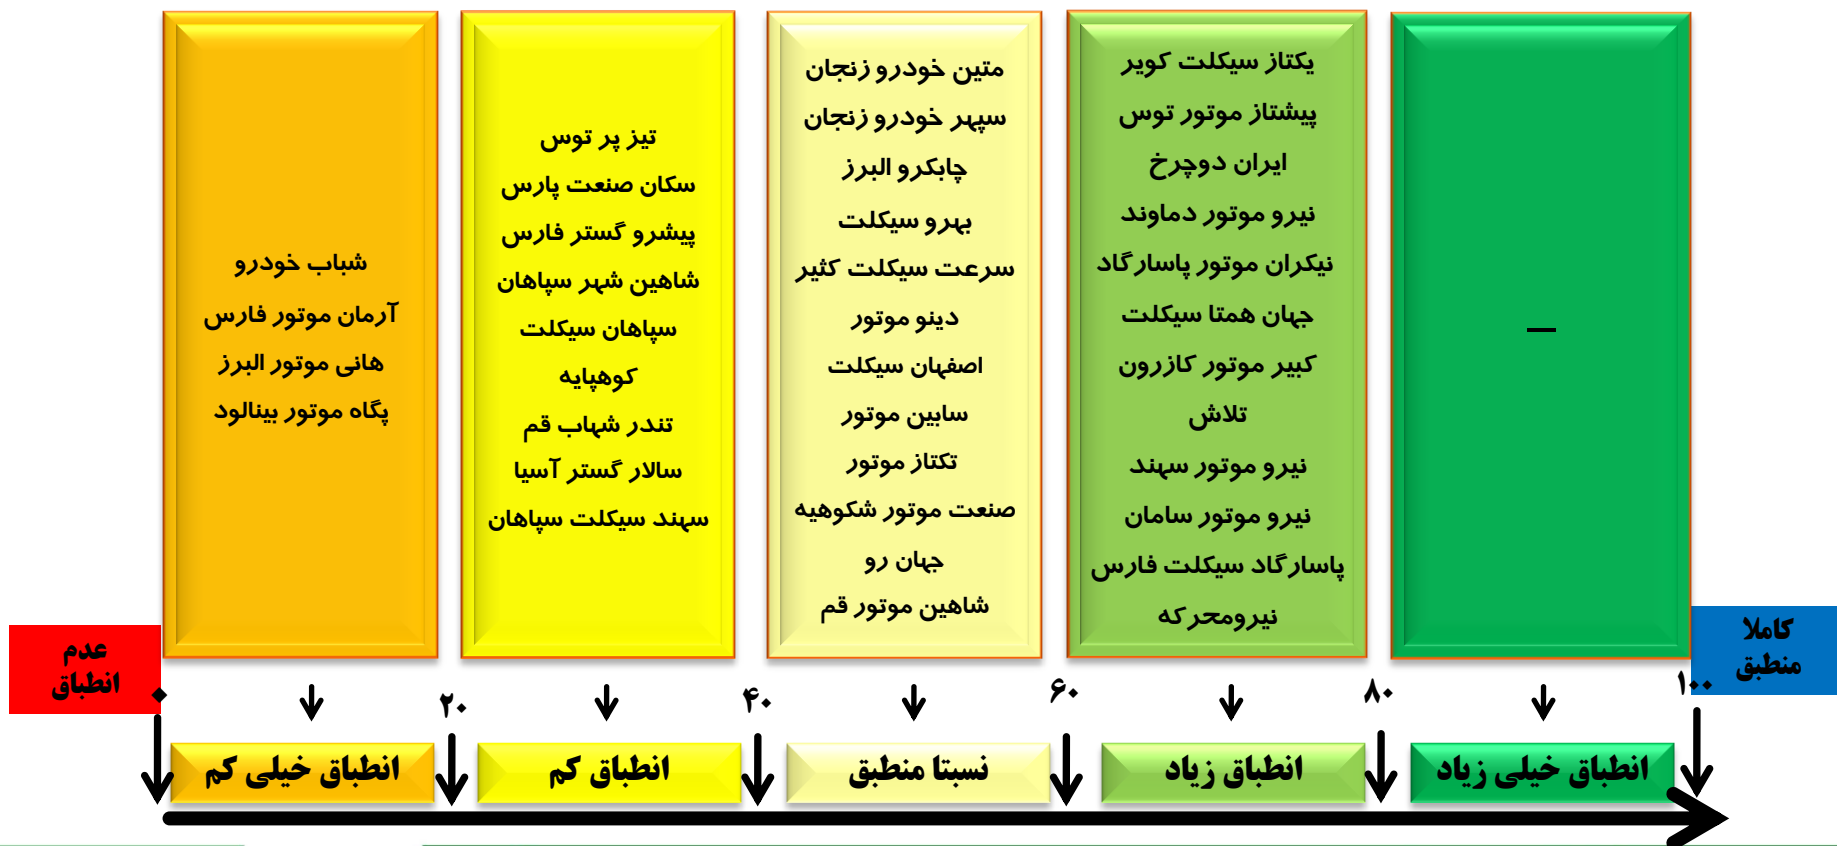 شباب خودرو
آرمان موتور فارس
هانی موتور البرز
پگاه موتور بینالود
تیز پر توس
سکان صنعت پارس
پیشرو گستر فارس
شاهین شهر سپاهان
سپاهان سیکلت
کوهپایه
تندر شهاب قم
سالار گستر آسیا
سهند سیکلت سپاهان
متین خودرو زنجان
سپهر خودرو زنجان
چابکرو البرز
بهرو سیکلت
سرعت سیکلت کثیر
دینو موتور
اصفهان سیکلت
سابین موتور
تکتاز موتور
صنعت موتور شکوهیه
جهان رو
شاهین موتور قم
یکتاز سیکلت کویر
پیشتاز موتور توس
ایران دوچرخ
نیرو موتور دماوند
نیکران موتور پاسارگاد
جهان همتا سیکلت
کبیر موتور کازرون
تلاش
نیرو موتور سهند
نیرو موتور سامان
پاسارگاد سیکلت فارس
نیرومحرکه
—
عدم
انطباق
کاملا
منطبق
۰
۲۰
۴۰
۶۰
۸۰
۱۰۰
انطباق خیلی کم
انطباق کم
نسبتا منطبق
انطباق زیاد
انطباق خیلی زیاد